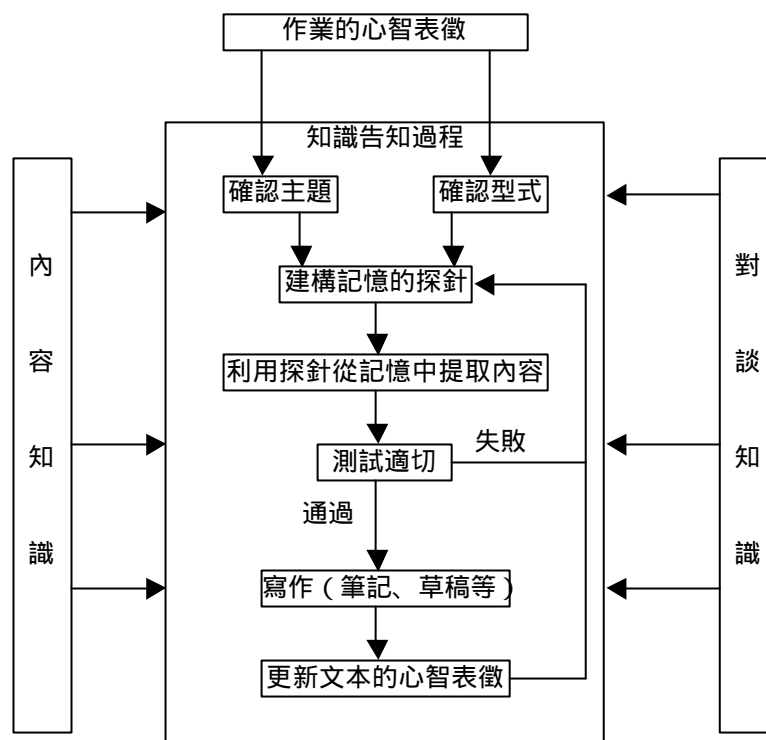 作業的心智表徵
知識告知過程
確認主題
確認型式
內容知識
對談知識
建構記憶的探針
利用探針從記憶中提取內容
測試適切
失敗
通過
寫作（筆記、草稿等）
更新文本的心智表徵